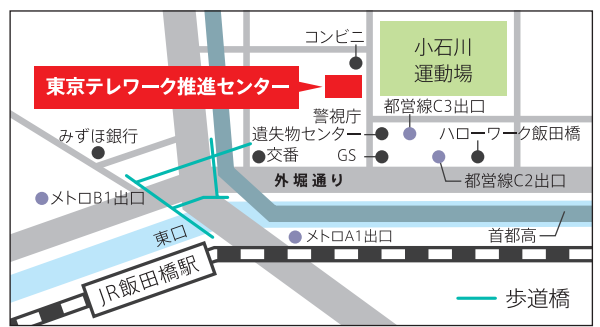 コンビニ
小石川
運動場
東京テレワーク推進センター
警視庁
遺失物センター
都営線C3出口
ハローワーク飯田橋
みずほ銀行
交番
GS
外堀通り
都営線C2出口
メトロB1出口
東口
メトロA1出口
首都高
JR飯田橋駅
歩道橋